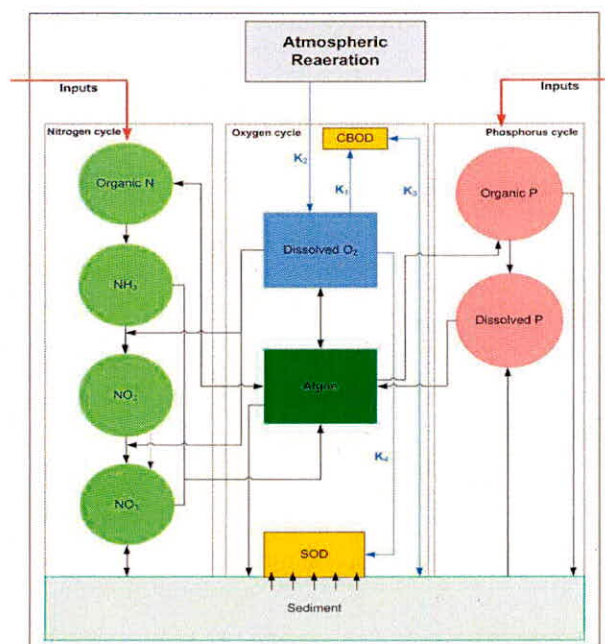 Atmospheric
Reaeration
Inputs
Inputs
Nitrogen cycle
Oxygen cycle
Phosphorus cycle
CBOD
K₂
K₁
K₃
Organic N
Organic P
Dissolved O₂
NH₃
Dissolved P
NO₂
K₄
NO₃
SOD
Sediment